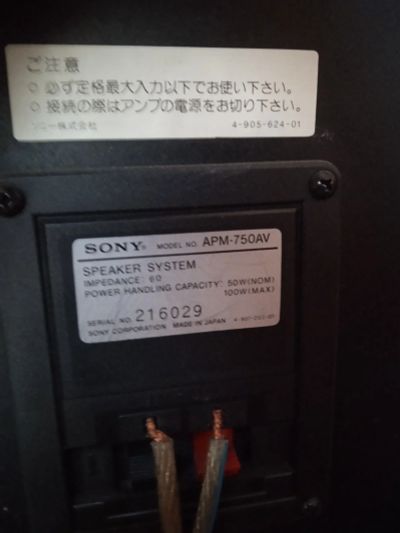 ご注意
○ 必ず定格最大入力以下でお使い下さい。
○ 接続の際はアンプの電源をお切り下さい。
ソニー株式会社 4-905-624-01
SONY® MODEL NO. APM-750AV
SPEAKER SYSTEM
IMPEDANCE: 6Ω
POWER HANDLING CAPACITY: 50W(NOM)
100W(MAX)
SERIAL NO. 216029
SONY CORPORATION MADE IN JAPAN